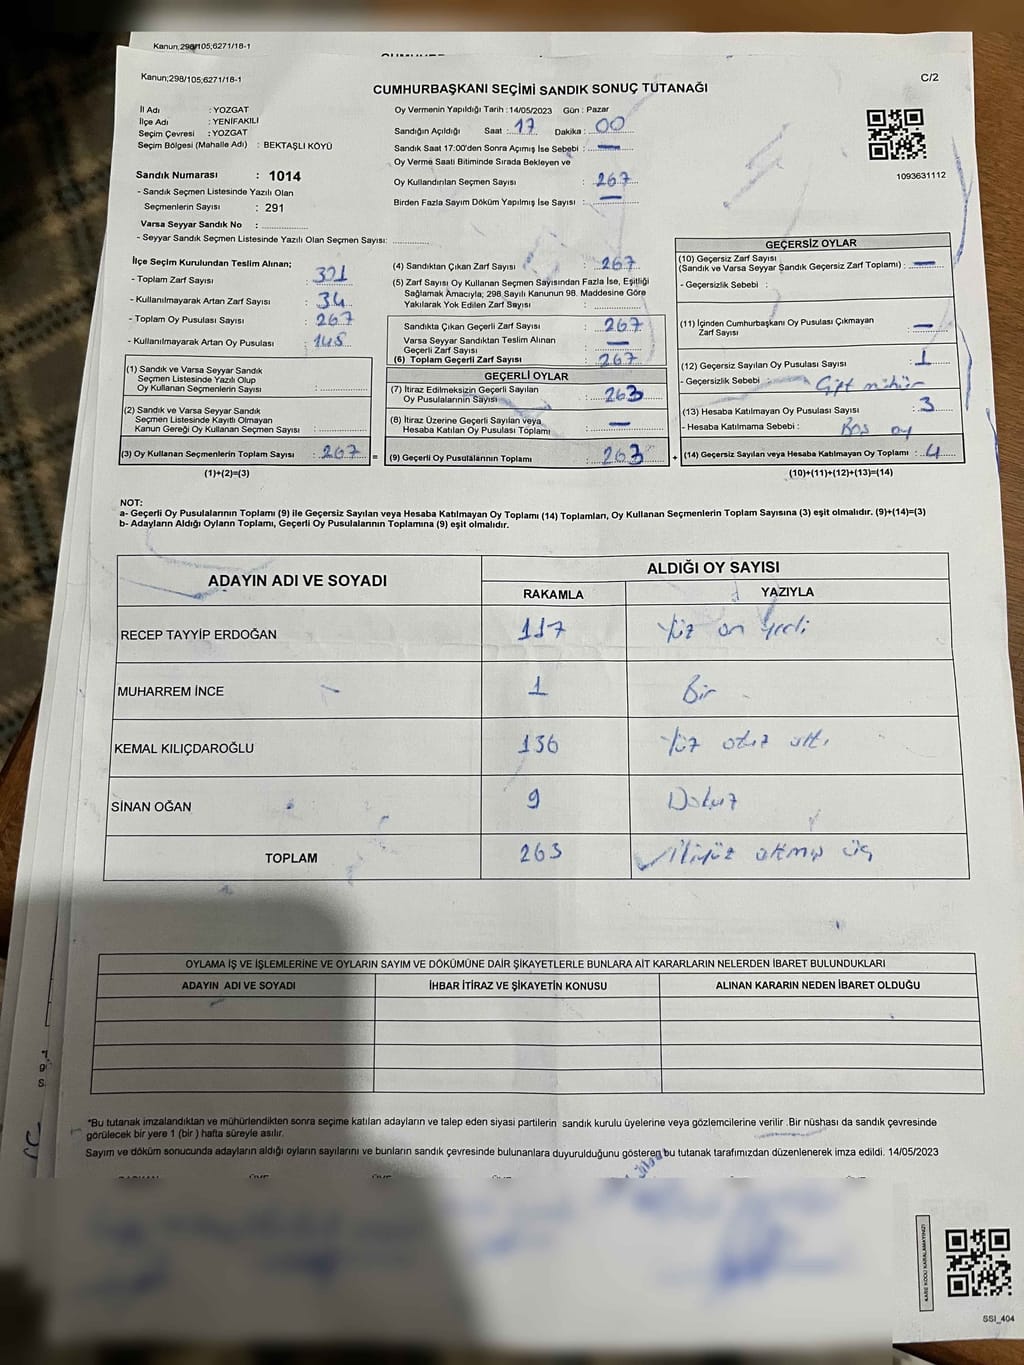 Kanun;298/105;6271/18-1
Kanun;298/105;6271/18-1
C/2
CUMHURBAŞKANI SEÇİMİ SANDIK SONUÇ TUTANAĞI
İl Adı : YOZGAT
İlçe Adı : YENİFAKILI
Seçim Çevresi : YOZGAT
Seçim Bölgesi (Mahalle Adı) : BEKTAŞLI KÖYÜ
Sandık Numarası : 1014
- Sandık Seçmen Listesinde Yazılı Olan
Seçmenlerin Sayısı : 291
Varsa Seyyar Sandık No :
- Seyyar Sandık Seçmen Listesinde Yazılı Olan Seçmen Sayısı:
Oy Vermenin Yapıldığı Tarih : 14/05/2023 Gün : Pazar
Sandığın Açıldığı Saat : 17 Dakika : 00
Sandık Saat 17:00'den Sonra Açımış İse Sebebi : —
Oy Verme Saati Bitiminde Sırada Bekleyen ve
Oy Kullandırılan Seçmen Sayısı : 267
Birden Fazla Sayım Döküm Yapılmış İse Sayısı : —
1093631112
İlçe Seçim Kurulundan Teslim Alınan;
- Toplam Zarf Sayısı : 301
- Kullanılmayarak Artan Zarf Sayısı : 34
- Toplam Oy Pusulası Sayısı : 267
- Kullanılmayarak Artan Oy Pusulası : 145
(1) Sandık ve Varsa Seyyar Sandık
Seçmen Listesinde Yazılı Olup
Oy Kullanan Seçmenlerin Sayısı :
(2) Sandık ve Varsa Seyyar Sandık
Seçmen Listesinde Kayıtlı Olmayan
Kanun Gereği Oy Kullanan Seçmen Sayısı :
(3) Oy Kullanan Seçmenlerin Toplam Sayısı : 267 =
(1)+(2)=(3)
(4) Sandıktan Çıkan Zarf Sayısı : 267
(5) Zarf Sayısı Oy Kullanan Seçmen Sayısından Fazla İse, Eşitliği
Sağlamak Amacıyla; 298 Sayılı Kanunun 98. Maddesine Göre
Yakılarak Yok Edilen Zarf Sayısı :
Sandıkta Çıkan Geçerli Zarf Sayısı : 267
Varsa Seyyar Sandıktan Teslim Alınan
Geçerli Zarf Sayısı : —
(6) Toplam Geçerli Zarf Sayısı : 267
GEÇERLİ OYLAR
(7) İtiraz Edilmeksizin Geçerli Sayılan
Oy Pusulalarının Sayısı : 263
(8) İtiraz Üzerine Geçerli Sayılan veya
Hesaba Katılan Oy Pusulası Toplamı : —
(9) Geçerli Oy Pusulalarının Toplamı : 263 +
GEÇERSİZ OYLAR
(10) Geçersiz Zarf Sayısı
(Sandık ve Varsa Seyyar Sandık Geçersiz Zarf Toplamı) : —
- Geçersizlik Sebebi :
(11) İçinden Cumhurbaşkanı Oy Pusulası Çıkmayan
Zarf Sayısı : —
(12) Geçersiz Sayılan Oy Pusulası Sayısı : 1
- Geçersizlik Sebebi : Çift mühür
(13) Hesaba Katılmayan Oy Pusulası Sayısı : 3
- Hesaba Katılmama Sebebi : Boş oy
(14) Geçersiz Sayılan veya Hesaba Katılmayan Oy Toplamı : 4
(10)+(11)+(12)+(13)=(14)
NOT:
a- Geçerli Oy Pusulalarının Toplamı (9) ile Geçersiz Sayılan veya Hesaba Katılmayan Oy Toplamı (14) Toplamları, Oy Kullanan Seçmenlerin Toplam Sayısına (3) eşit olmalıdır. (9)+(14)=(3)
b- Adayların Aldığı Oyların Toplamı, Geçerli Oy Pusulalarının Toplamına (9) eşit olmalıdır.
ADAYIN ADI VE SOYADI ALDIĞI OY SAYISI
RAKAMLA YAZIYLA
RECEP TAYYİP ERDOĞAN 117 Yüz on yedi
MUHARREM İNCE 1 Bir
KEMAL KILIÇDAROĞLU 136 Yüz otuz altı
SİNAN OĞAN 9 Dokuz
TOPLAM 263 ikiyüz altmış üç
OYLAMA İŞ VE İŞLEMLERİNE VE OYLARIN SAYIM VE DÖKÜMÜNE DAİR ŞİKAYETLERLE BUNLARA AİT KARARLARIN NELERDEN İBARET BULUNDUKLARI
ADAYIN ADI VE SOYADI İHBAR İTİRAZ VE ŞİKAYETİN KONUSU ALINAN KARARIN NEDEN İBARET OLDUĞU
*Bu tutanak imzalandıktan ve mühürlendikten sonra seçime katılan adayların ve talep eden siyasi partilerin sandık kurulu üyelerine veya gözlemcilerine verilir .Bir nüshası da sandık çevresinde
görülecek bir yere 1 (bir ) hafta süreyle asılır.
Sayım ve döküm sonucunda adayların aldığı oyların sayılarını ve bunların sandık çevresinde bulunanlara duyurulduğunu gösteren bu tutanak tarafımızdan düzenlenerek imza edildi. 14/05/2023
KARE KODU KARALAMAYINIZ!
SSI_404